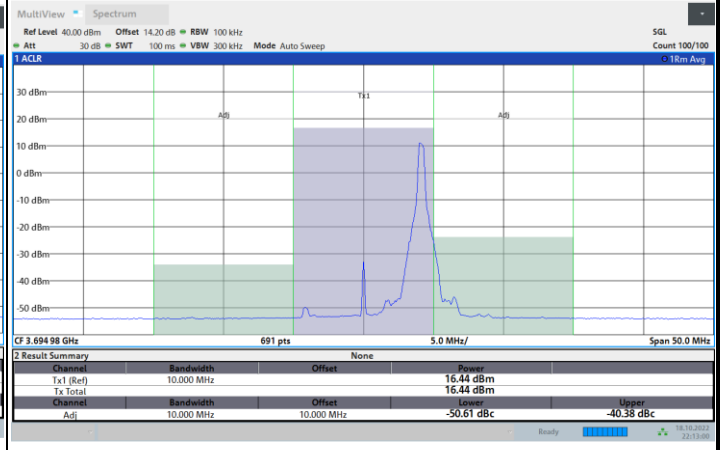 MultiView Spectrum
Ref Level 40.00 dBm Offset 14.20 dB RBW 100 kHz SGL
Att 30 dB SWT 100 ms VBW 300 kHz Mode Auto Sweep Count 100/100
1 ACLR 1Rm Avg
Tx1
Adj Adj
30 dBm
20 dBm
10 dBm
0 dBm
-10 dBm
-20 dBm
-30 dBm
-40 dBm
-50 dBm
CF 3.694 98 GHz 691 pts 5.0 MHz/ Span 50.0 MHz
2 Result Summary None
Channel Bandwidth Offset Power
Tx1 (Ref) 10.000 MHz 16.44 dBm
Tx Total 16.44 dBm
Channel Bandwidth Offset Lower Upper
Adj 10.000 MHz 10.000 MHz -50.61 dBc -40.38 dBc
Ready 18.10.2022
22:13:00